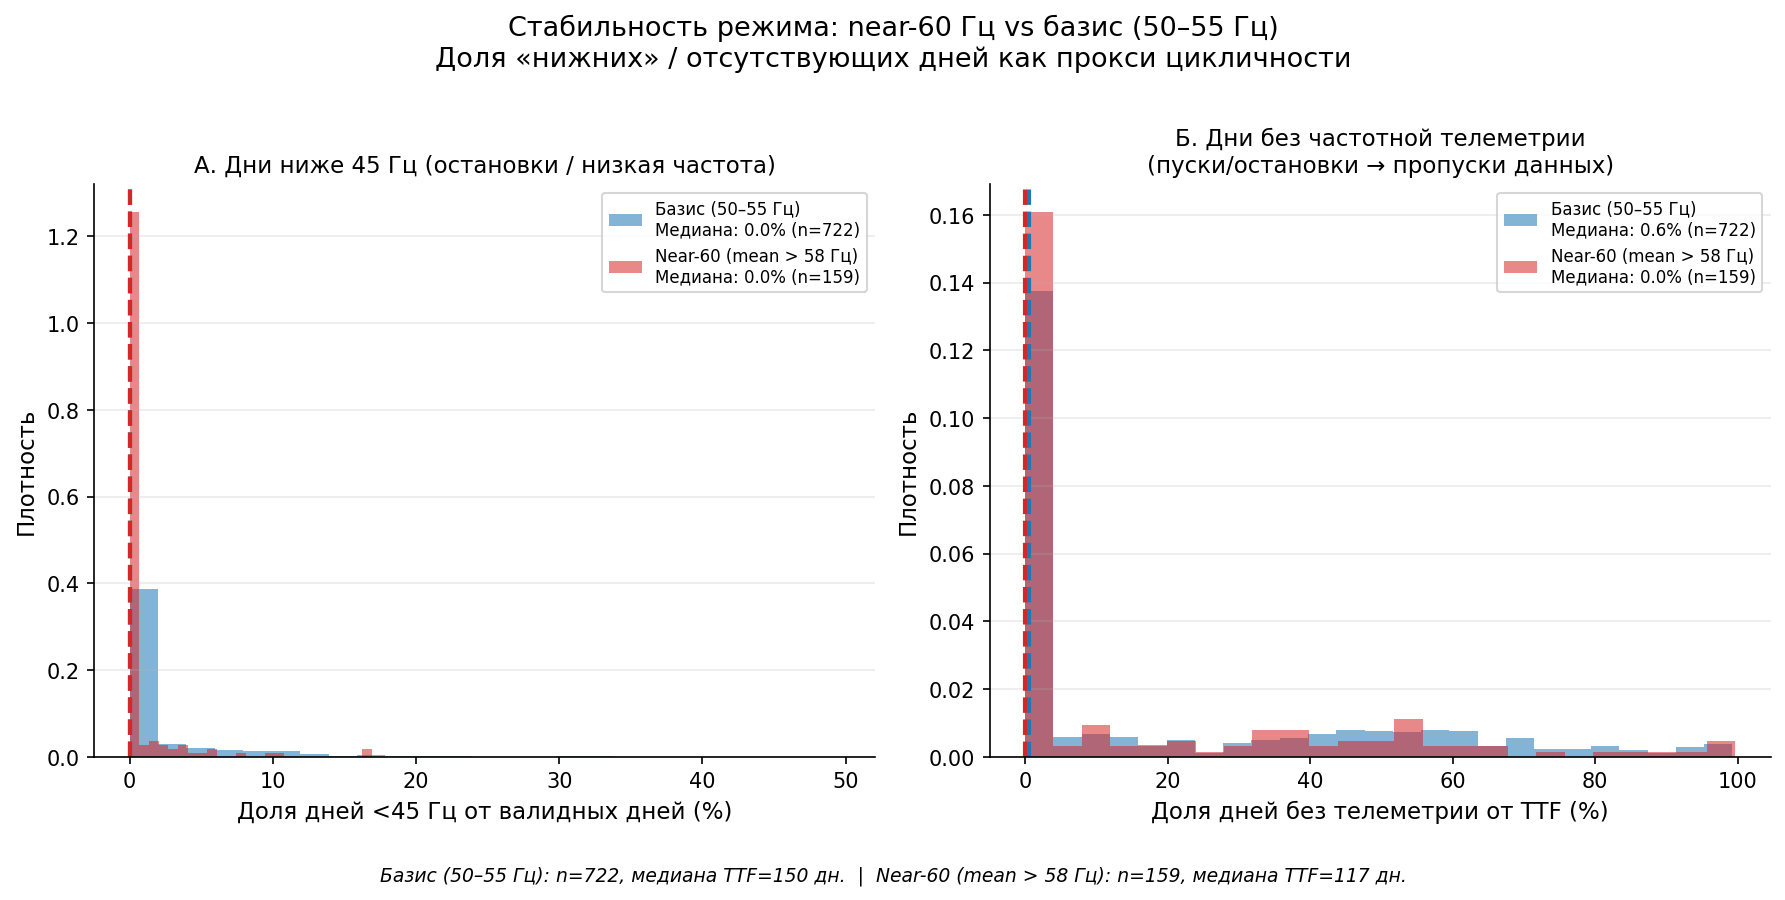 Стабильность режима: near-60 Гц vs базис (50–55 Гц)
Доля «нижних» / отсутствующих дней как прокси цикличности
А. Дни ниже 45 Гц (остановки / низкая частота)
Базис (50–55 Гц)
Медиана: 0.0% (n=722)
Near-60 (mean > 58 Гц)
Медиана: 0.0% (n=159)
Плотность
1.2
1.0
0.8
0.6
0.4
0.2
0.0
0 10 20 30 40 50
Доля дней <45 Гц от валидных дней (%)
Б. Дни без частотной телеметрии
(пуски/остановки → пропуски данных)
Базис (50–55 Гц)
Медиана: 0.6% (n=722)
Near-60 (mean > 58 Гц)
Медиана: 0.0% (n=159)
Плотность
0.16
0.14
0.12
0.10
0.08
0.06
0.04
0.02
0.00
0 20 40 60 80 100
Доля дней без телеметрии от TTF (%)
Базис (50–55 Гц): n=722, медиана TTF=150 дн. | Near-60 (mean > 58 Гц): n=159, медиана TTF=117 дн.